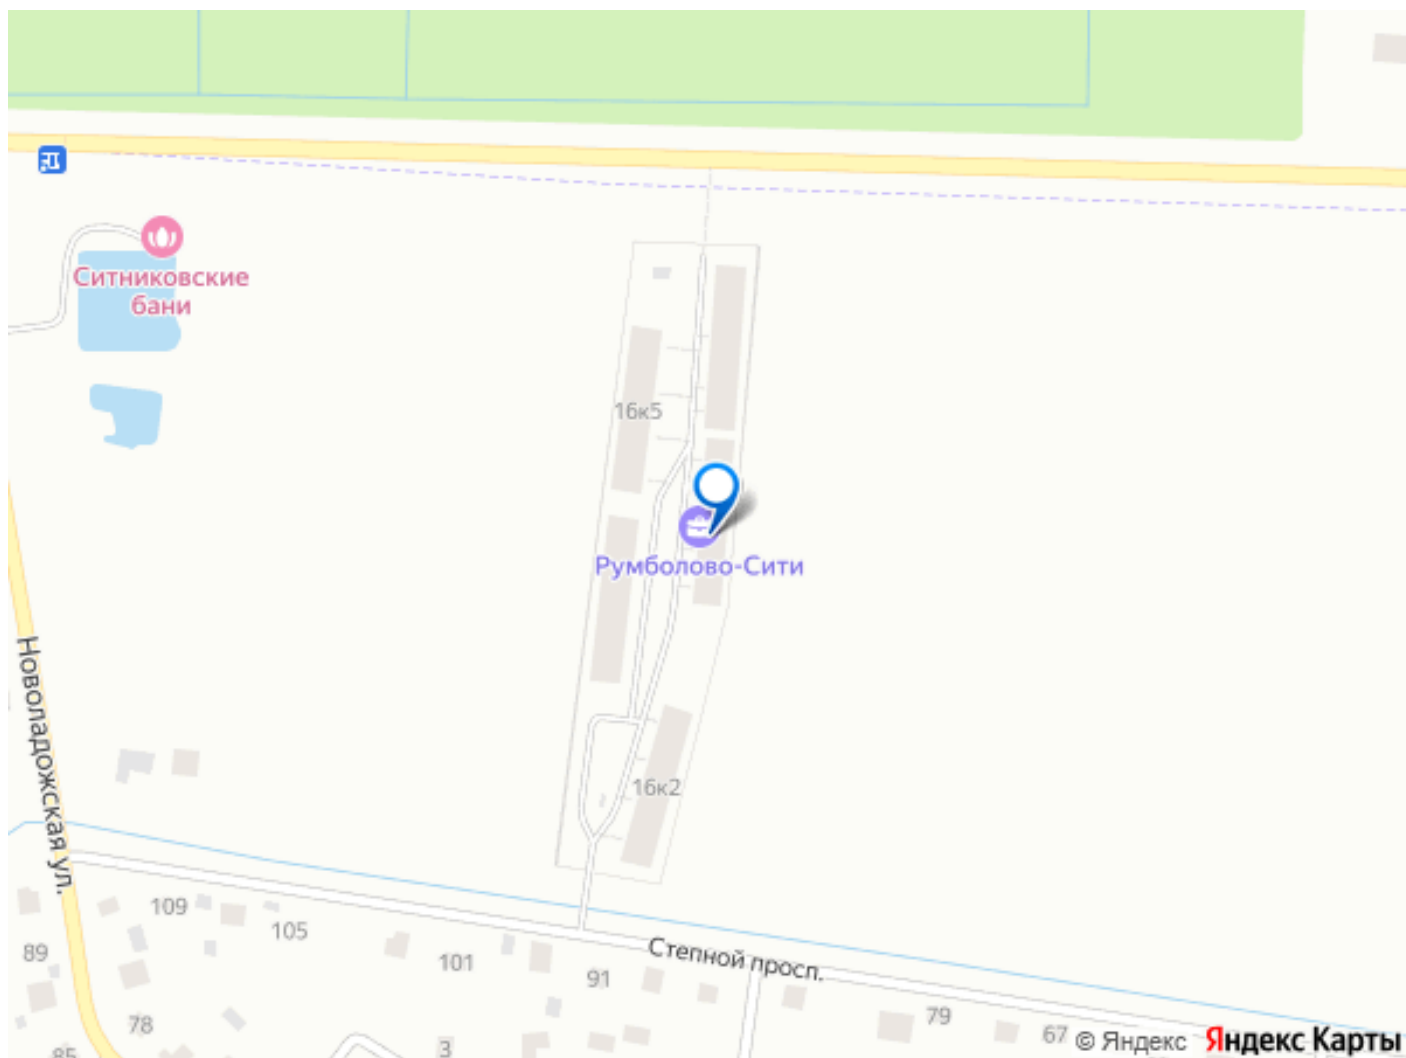 Ситниковские
бани
16к5
Румболово-Сити
Новоладожская ул.
16к2
109
105
89
101
Степной просп.
91
79
78
67
© Яндекс
Яндекс Карты
3
85